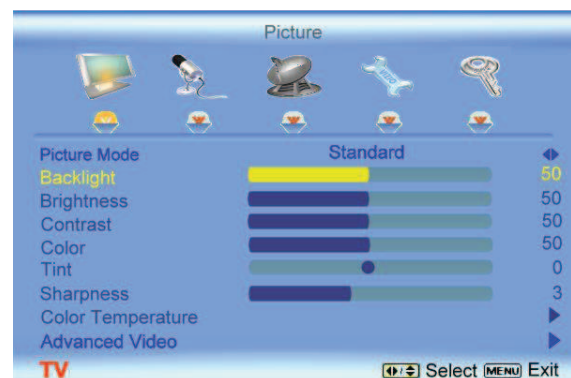 Picture
Picture Mode Standard
Backlight 50
Brightness 50
Contrast 50
Color 50
Tint 0
Sharpness 3
Color Temperature
Advanced Video
TV Select MENU Exit